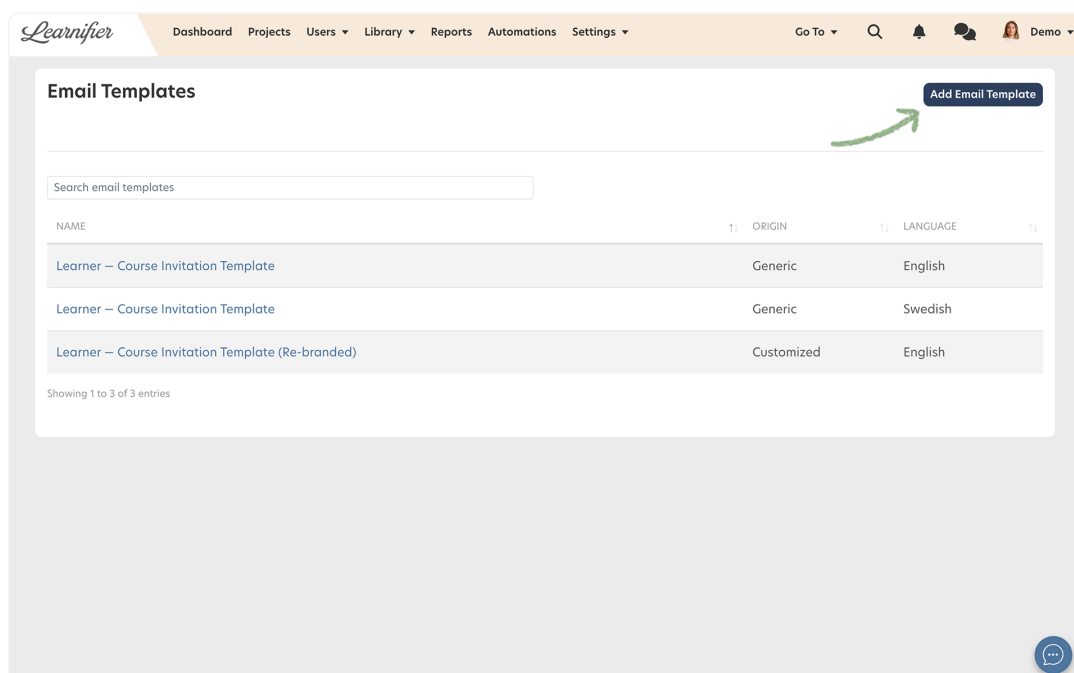 Learnifier Dashboard Projects Users Library Reports Automations Settings Go To Demo
Email Templates
Add Email Template
Search email templates
NAME ORIGIN LANGUAGE
Learner — Course Invitation Template Generic English
Learner — Course Invitation Template Generic Swedish
Learner — Course Invitation Template (Re-branded) Customized English
Showing 1 to 3 of 3 entries